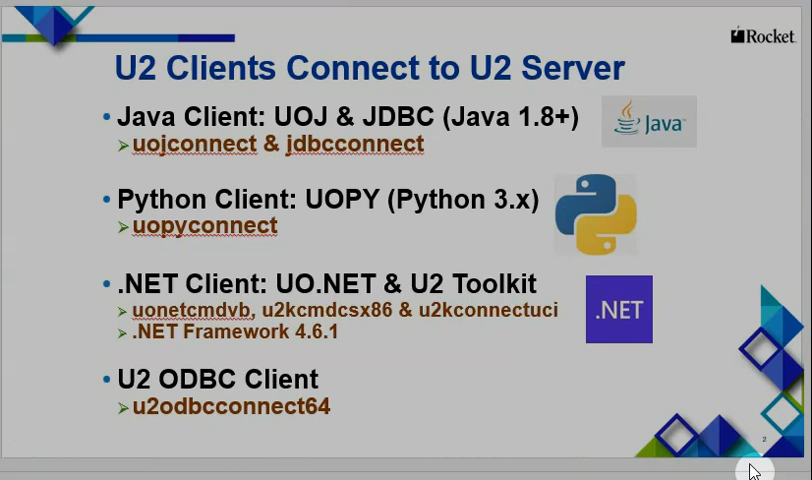 Rocket
U2 Clients Connect to U2 Server
• Java Client: UOJ & JDBC (Java 1.8+)
Java™
➢ uojconnect & jdbcconnect
• Python Client: UOPY (Python 3.x)
➢ uopyconnect
• .NET Client: UO.NET & U2 Toolkit
➢ uonetcmdvb, u2kcmdcsx86 & u2kconnectuci
.NET
➢ .NET Framework 4.6.1
• U2 ODBC Client
➢ u2odbcconnect64
2